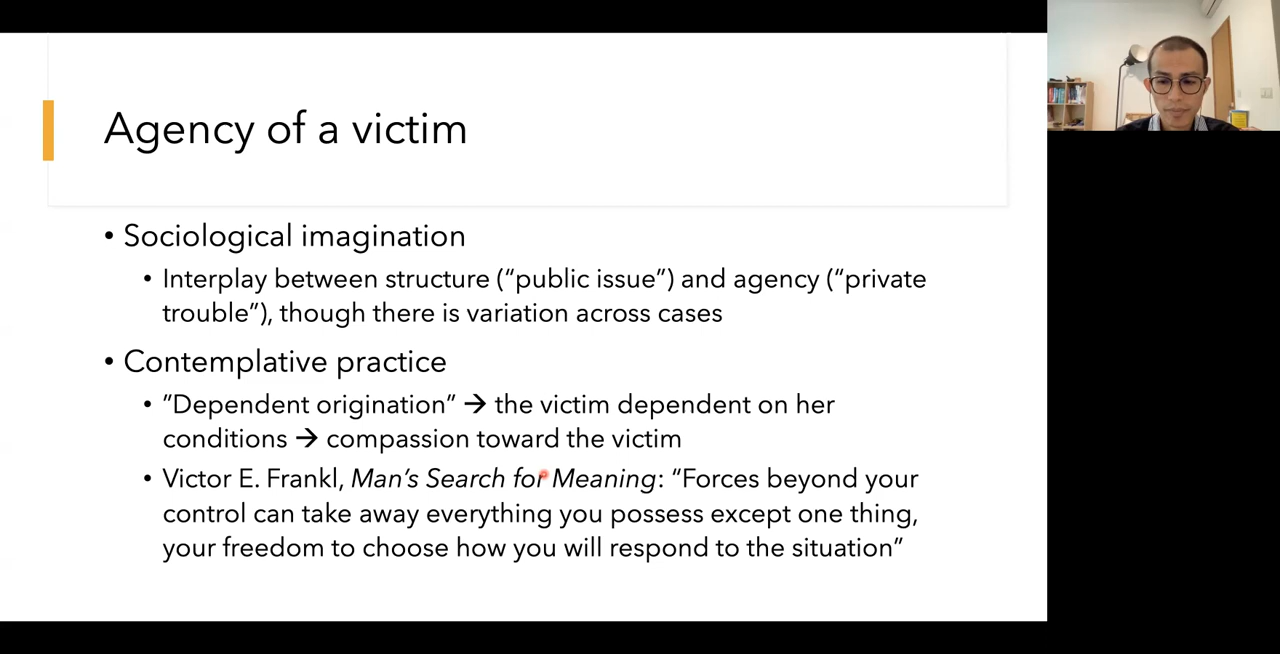 Agency of a victim
• Sociological imagination
• Interplay between structure (“public issue”) and agency (“private
trouble”), though there is variation across cases
• Contemplative practice
• ”Dependent origination” → the victim dependent on her
conditions → compassion toward the victim
• Victor E. Frankl, Man’s Search for Meaning: “Forces beyond your
control can take away everything you possess except one thing,
your freedom to choose how you will respond to the situation”